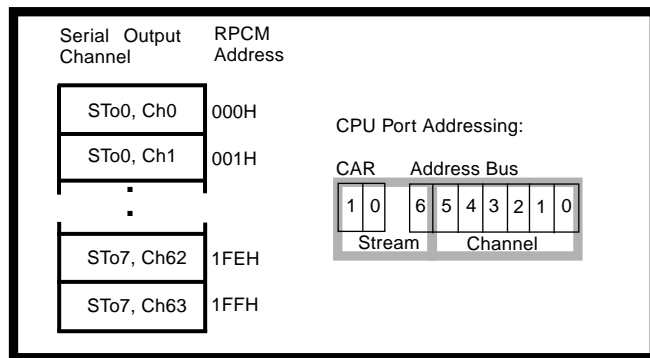 Serial Output Channel
RPCM Address
STo0, Ch0
000H
STo0, Ch1
001H
STo7, Ch62
1FEH
STo7, Ch63
1FFH
CPU Port Addressing:
CAR Address Bus
1 0 6 5 4 3 2 1 0
Stream Channel